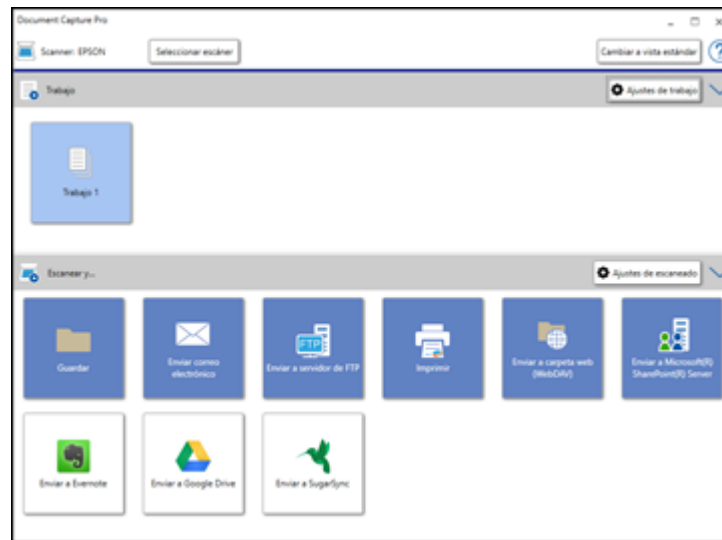 Document Capture Pro
Scanner: EPSON
Seleccionar escáner
Cambiar a vista estándar
?
Trabajo
Ajustes de trabajo
Trabajo 1
Escanear y...
Ajustes de escaneado
Guardar
Enviar correo
electrónico
FTP
Enviar a servidor de FTP
Imprimir
Enviar a carpeta web
(WebDAV)
Enviar a Microsoft(R)
SharePoint(R) Server
Enviar a Evernote
Enviar a Google Drive
Enviar a SugarSync